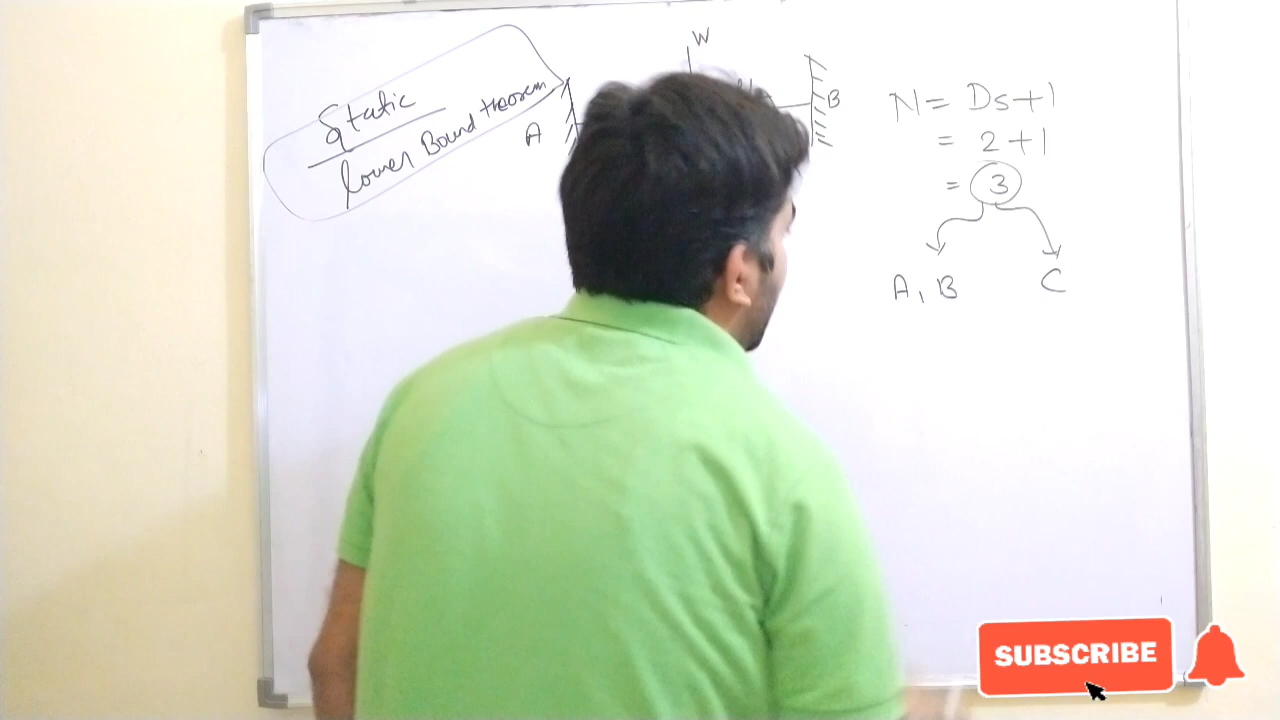 Static
lower Bound theorem
W
A
B
N = Ds + 1
= 2 + 1
= 3
A, B
C
SUBSCRIBE